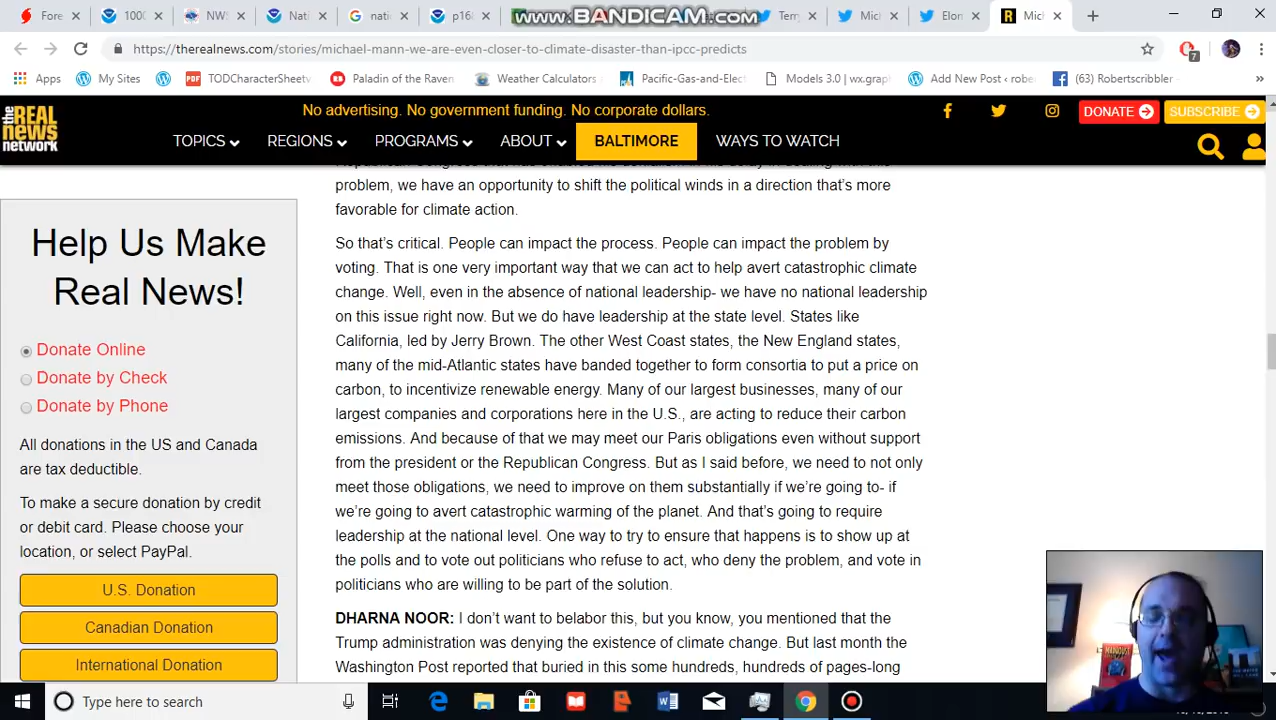 Fore
1000
NWS
Nati
nati
p168
www.BANDICAM.com
Terr
Mich
Elon
Mich
https://therealnews.com/stories/michael-mann-we-are-even-closer-to-climate-disaster-than-ipcc-predicts
7
Apps My Sites TODCharacterSheetv Paladin of the Raven Weather Calculators Pacific-Gas-and-Elect Models 3.0 | wx.grap Add New Post ‹ robe (63) Robertscribbler - »
the REAL news network
No advertising. No government funding. No corporate dollars.
DONATE SUBSCRIBE
TOPICS REGIONS PROGRAMS ABOUT BALTIMORE WAYS TO WATCH
problem, we have an opportunity to shift the political winds in a direction that's more
favorable for climate action.
So that's critical. People can impact the process. People can impact the problem by
voting. That is one very important way that we can act to help avert catastrophic climate
change. Well, even in the absence of national leadership- we have no national leadership
on this issue right now. But we do have leadership at the state level. States like
California, led by Jerry Brown. The other West Coast states, the New England states,
many of the mid-Atlantic states have banded together to form consortia to put a price on
carbon, to incentivize renewable energy. Many of our largest businesses, many of our
largest companies and corporations here in the U.S., are acting to reduce their carbon
emissions. And because of that we may meet our Paris obligations even without support
from the president or the Republican Congress. But as I said before, we need to not only
meet those obligations, we need to improve on them substantially if we're going to- if
we're going to avert catastrophic warming of the planet. And that's going to require
leadership at the national level. One way to try to ensure that happens is to show up at
the polls and to vote out politicians who refuse to act, who deny the problem, and vote in
politicians who are willing to be part of the solution.
DHARNA NOOR: I don't want to belabor this, but you know, you mentioned that the
Trump administration was denying the existence of climate change. But last month the
Washington Post reported that buried in this some hundreds, hundreds of pages-long
Help Us Make
Real News!
Donate Online
Donate by Check
Donate by Phone
All donations in the US and Canada
are tax deductible.
To make a secure donation by credit
or debit card. Please choose your
location, or select PayPal.
U.S. Donation
Canadian Donation
International Donation
Type here to search